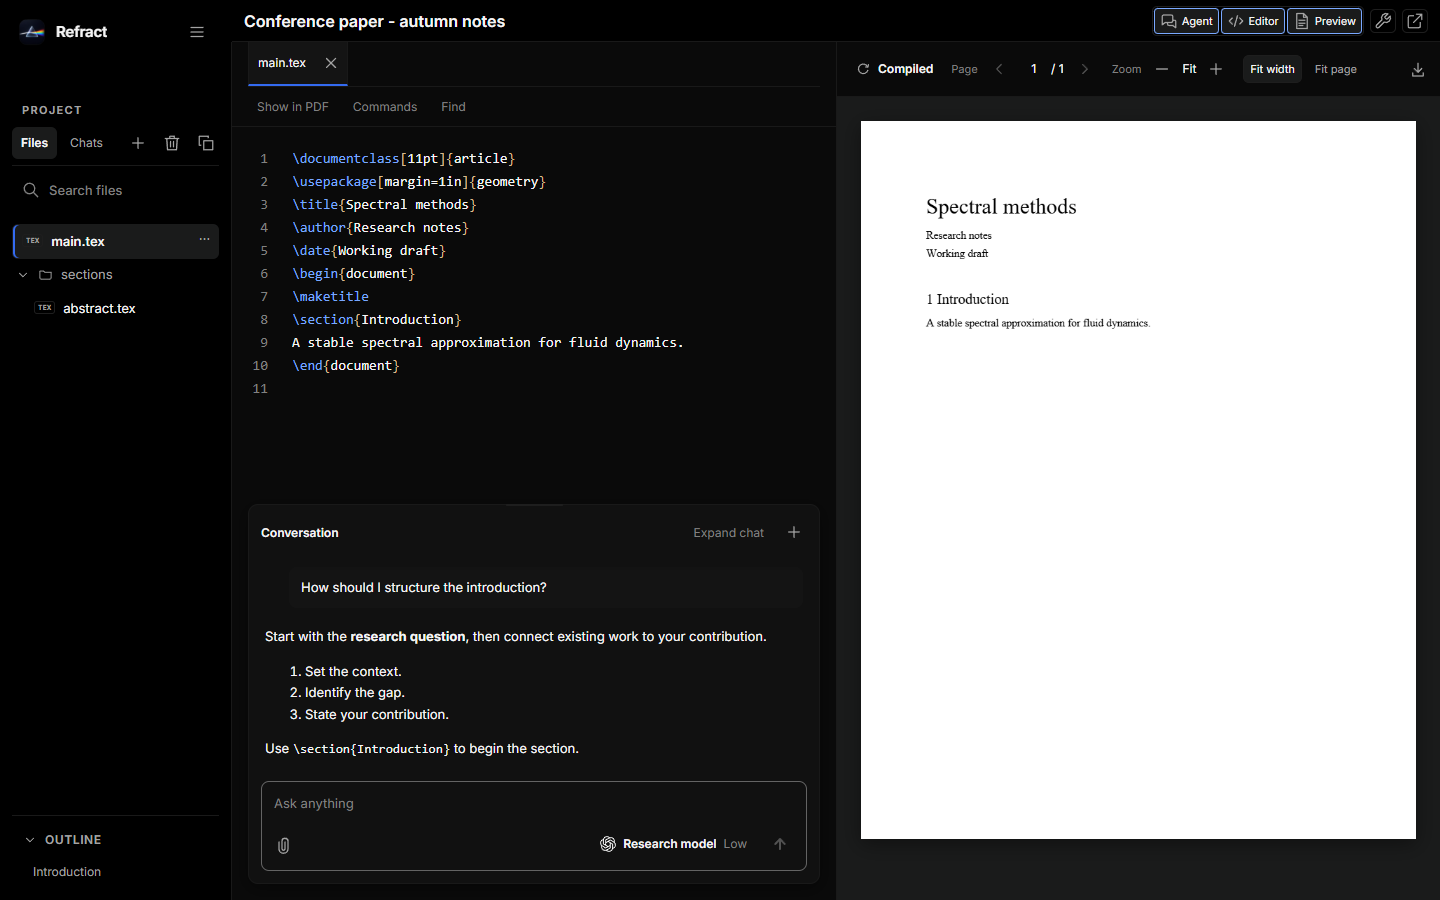 Refract
Conference paper - autumn notes
Agent
Editor
Preview
PROJECT
Files
Chats
Search files
TEX main.tex ...
sections
TEX abstract.tex
OUTLINE
Introduction
main.tex
Show in PDF
Commands
Find
1 \documentclass[11pt]{article}
2 \usepackage[margin=1in]{geometry}
3 \title{Spectral methods}
4 \author{Research notes}
5 \date{Working draft}
6 \begin{document}
7 \maketitle
8 \section{Introduction}
9 A stable spectral approximation for fluid dynamics.
10 \end{document}
11
Conversation
Expand chat
How should I structure the introduction?
Start with the research question, then connect existing work to your contribution.
1. Set the context.
2. Identify the gap.
3. State your contribution.
Use \section{Introduction} to begin the section.
Ask anything
Research model Low
Compiled
Page
1 / 1
Zoom
Fit
Fit width
Fit page
Spectral methods
Research notes
Working draft
1 Introduction
A stable spectral approximation for fluid dynamics.